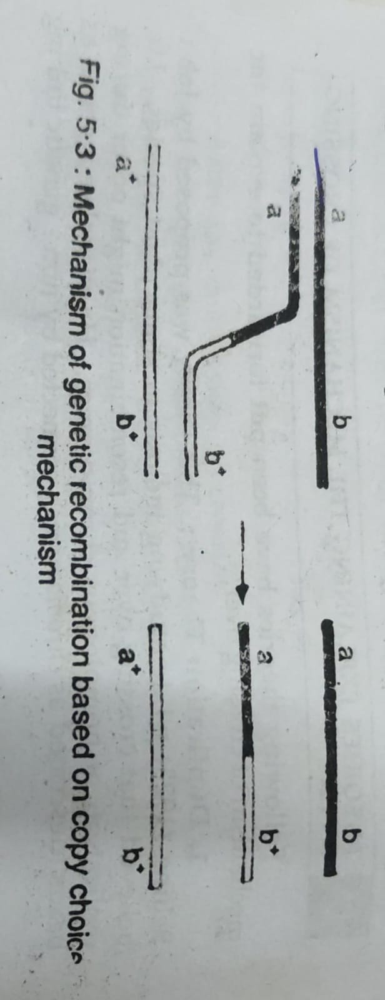 a b
a b⁺
a⁺ b⁺
a b
a b⁺
a⁺ b⁺
Fig. 5·3 : Mechanism of genetic recombination based on copy choice
mechanism